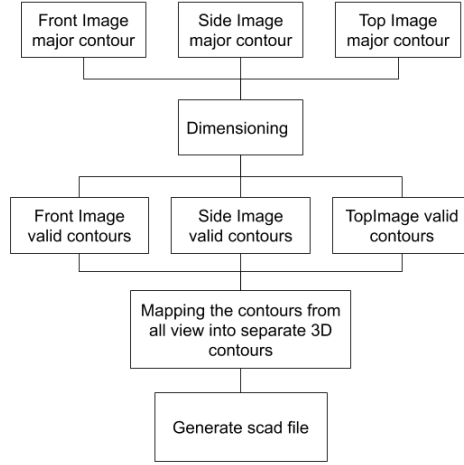 Front Image
major contour
Side Image
major contour
Top Image
major contour
Dimensioning
Front Image
valid contours
Side Image
valid contours
TopImage valid
contours
Mapping the contours from
all view into separate 3D
contours
Generate scad file